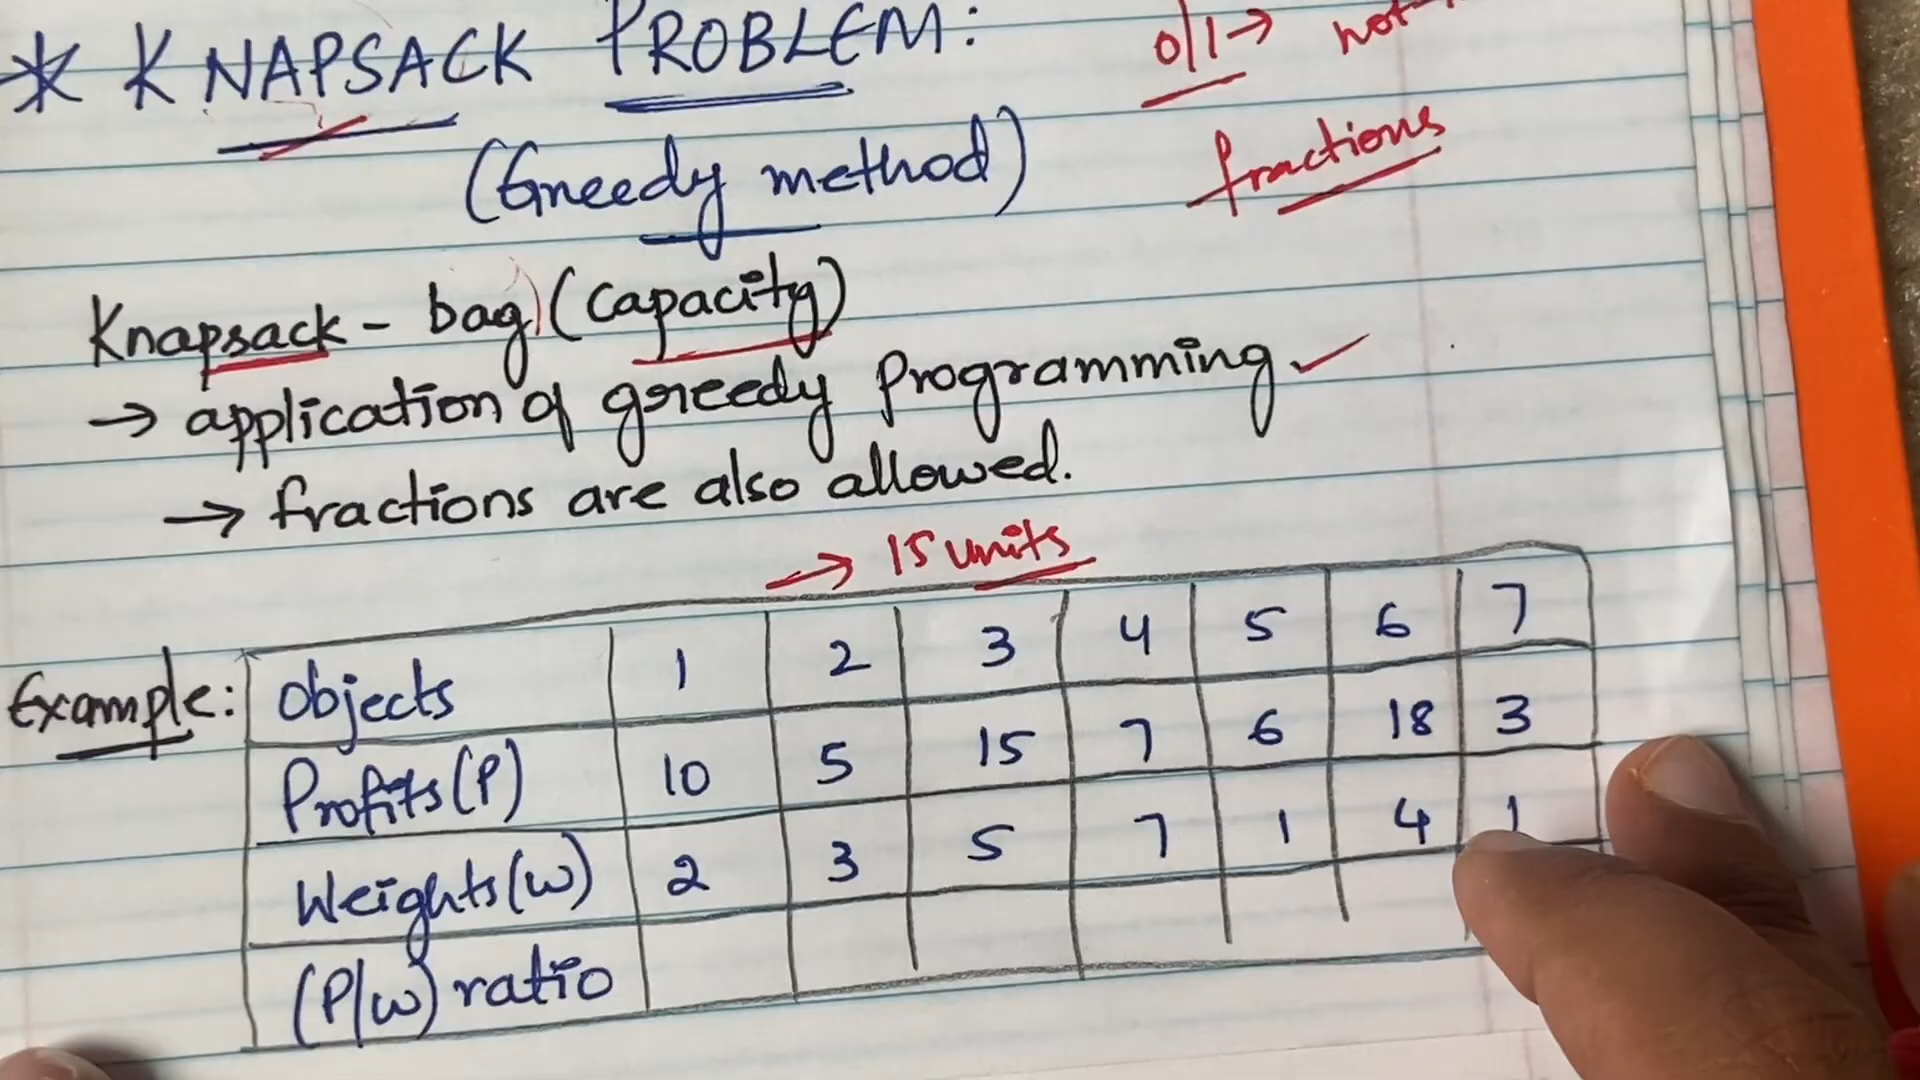 * KNAPSACK PROBLEM:
0/1→ not
(Greedy method)
fractions
Knapsack - bag (capacity)
→ application of greedy programming.
→ fractions are also allowed.
→ 15 units
Example:
Objects 1 2 3 4 5 6 7
Profits(P) 10 5 15 7 6 18 3
Weights(w) 2 3 5 7 1 4 1
(P/w) ratio